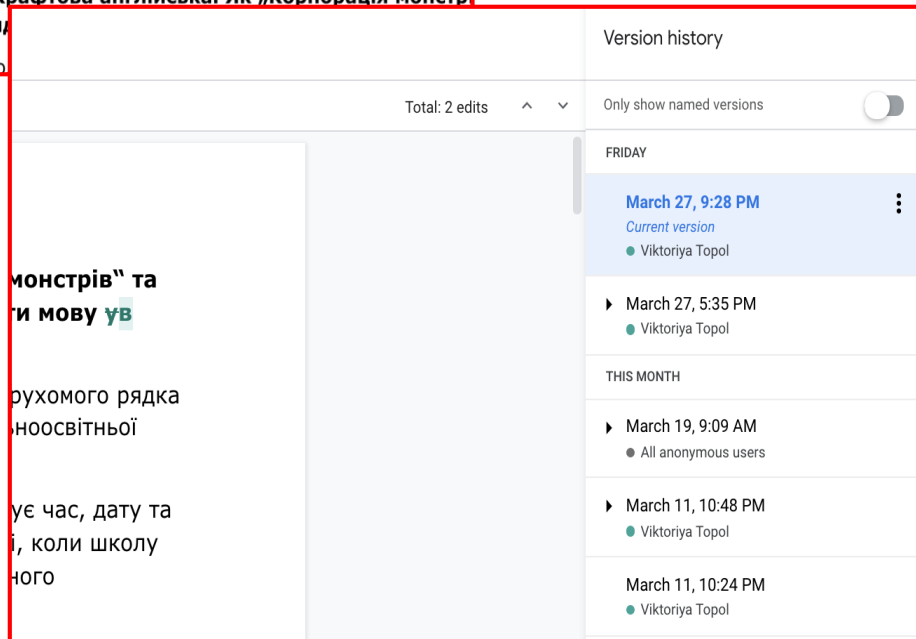 Version history
Total: 2 edits
Only show named versions
FRIDAY
March 27, 9:28 PM
Current version
Viktoriya Topol
March 27, 5:35 PM
Viktoriya Topol
THIS MONTH
March 19, 9:09 AM
All anonymous users
March 11, 10:48 PM
Viktoriya Topol
March 11, 10:24 PM
Viktoriya Topol
монстрів“ та
ти мову ув
рухомого рядка
ьноосвітньої
ує час, дату та
і, коли школу
ного